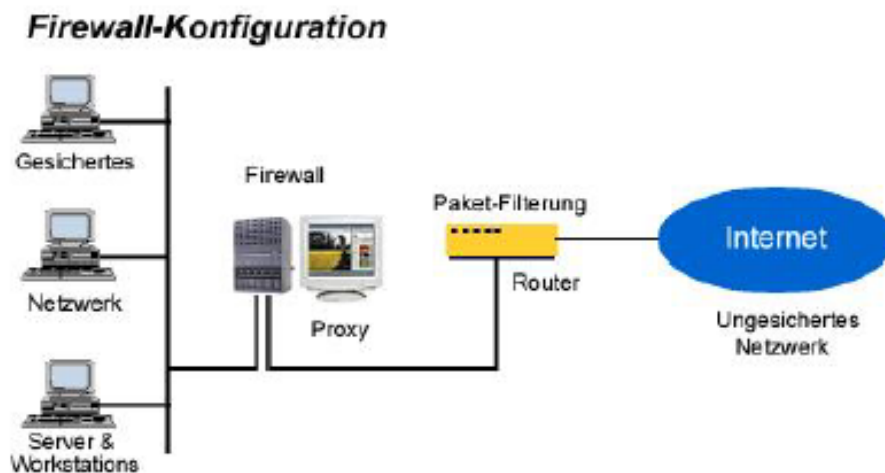 Firewall-Konfiguration
Gesichertes
Netzwerk
Server &
Workstations
Firewall
Proxy
Paket-Filterung
Router
Internet
Ungesichertes
Netzwerk